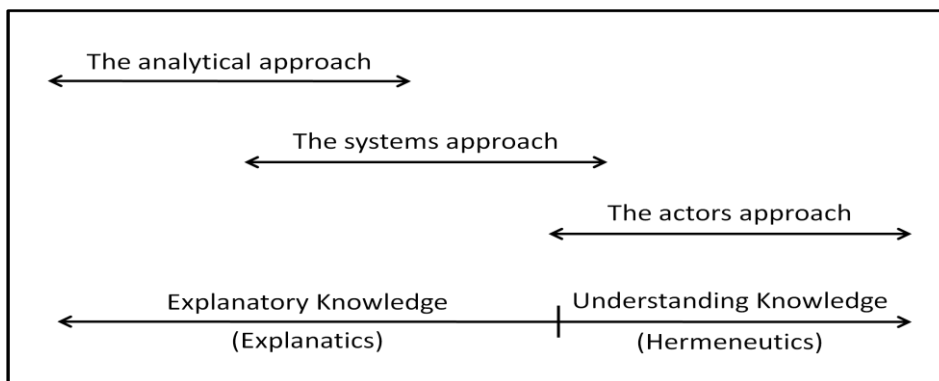 The analytical approach
The systems approach
The actors approach
Explanatory Knowledge
(Explanatics)
Understanding Knowledge
(Hermeneutics)